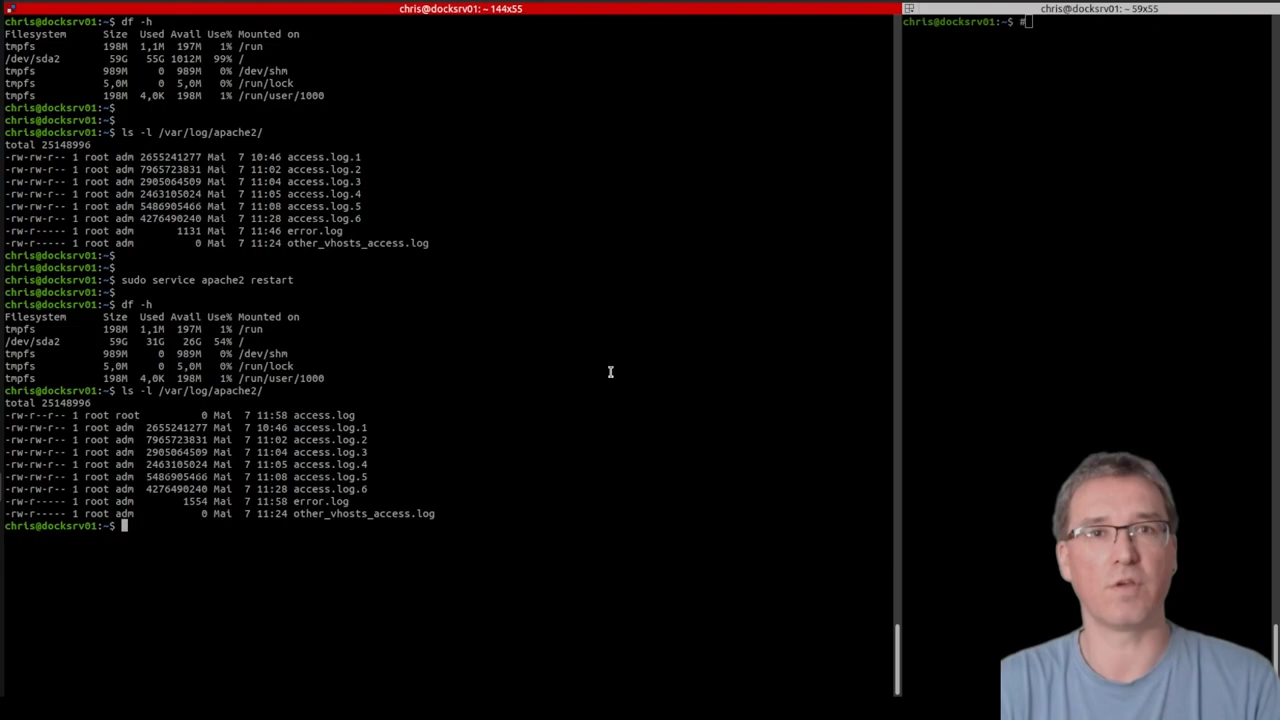 chris@docksrv01: ~ 144x55
chris@docksrv01:~$ df -h
Filesystem      Size  Used Avail Use% Mounted on
tmpfs           198M  1,1M  197M   1% /run
/dev/sda2        59G   55G 1012M  99% /
tmpfs           989M     0  989M   0% /dev/shm
tmpfs           5,0M     0  5,0M   0% /run/lock
tmpfs           198M  4,0K  198M   1% /run/user/1000
chris@docksrv01:~$
chris@docksrv01:~$
chris@docksrv01:~$ ls -l /var/log/apache2/
total 25148996
-rw-rw-r-- 1 root adm 2655241277 Mai  7 10:46 access.log.1
-rw-rw-r-- 1 root adm 7965723831 Mai  7 11:02 access.log.2
-rw-rw-r-- 1 root adm 2905064509 Mai  7 11:04 access.log.3
-rw-rw-r-- 1 root adm 2463105024 Mai  7 11:05 access.log.4
-rw-rw-r-- 1 root adm 5486905466 Mai  7 11:08 access.log.5
-rw-rw-r-- 1 root adm 4276490240 Mai  7 11:28 access.log.6
-rw-r----- 1 root adm       1131 Mai  7 11:46 error.log
-rw-r----- 1 root adm          0 Mai  7 11:24 other_vhosts_access.log
chris@docksrv01:~$
chris@docksrv01:~$
chris@docksrv01:~$ sudo service apache2 restart
chris@docksrv01:~$
chris@docksrv01:~$ df -h
Filesystem      Size  Used Avail Use% Mounted on
tmpfs           198M  1,1M  197M   1% /run
/dev/sda2        59G   31G   26G  54% /
tmpfs           989M     0  989M   0% /dev/shm
tmpfs           5,0M     0  5,0M   0% /run/lock
tmpfs           198M  4,0K  198M   1% /run/user/1000
chris@docksrv01:~$ ls -l /var/log/apache2/
total 25148996
-rw-r--r-- 1 root root          0 Mai  7 11:58 access.log
-rw-rw-r-- 1 root adm  2655241277 Mai  7 10:46 access.log.1
-rw-rw-r-- 1 root adm  7965723831 Mai  7 11:02 access.log.2
-rw-rw-r-- 1 root adm  2905064509 Mai  7 11:04 access.log.3
-rw-rw-r-- 1 root adm  2463105024 Mai  7 11:05 access.log.4
-rw-rw-r-- 1 root adm  5486905466 Mai  7 11:08 access.log.5
-rw-rw-r-- 1 root adm  4276490240 Mai  7 11:28 access.log.6
-rw-r----- 1 root adm        1554 Mai  7 11:58 error.log
-rw-r----- 1 root adm           0 Mai  7 11:24 other_vhosts_access.log
chris@docksrv01:~$
chris@docksrv01: ~ 59x55
chris@docksrv01:~$ #